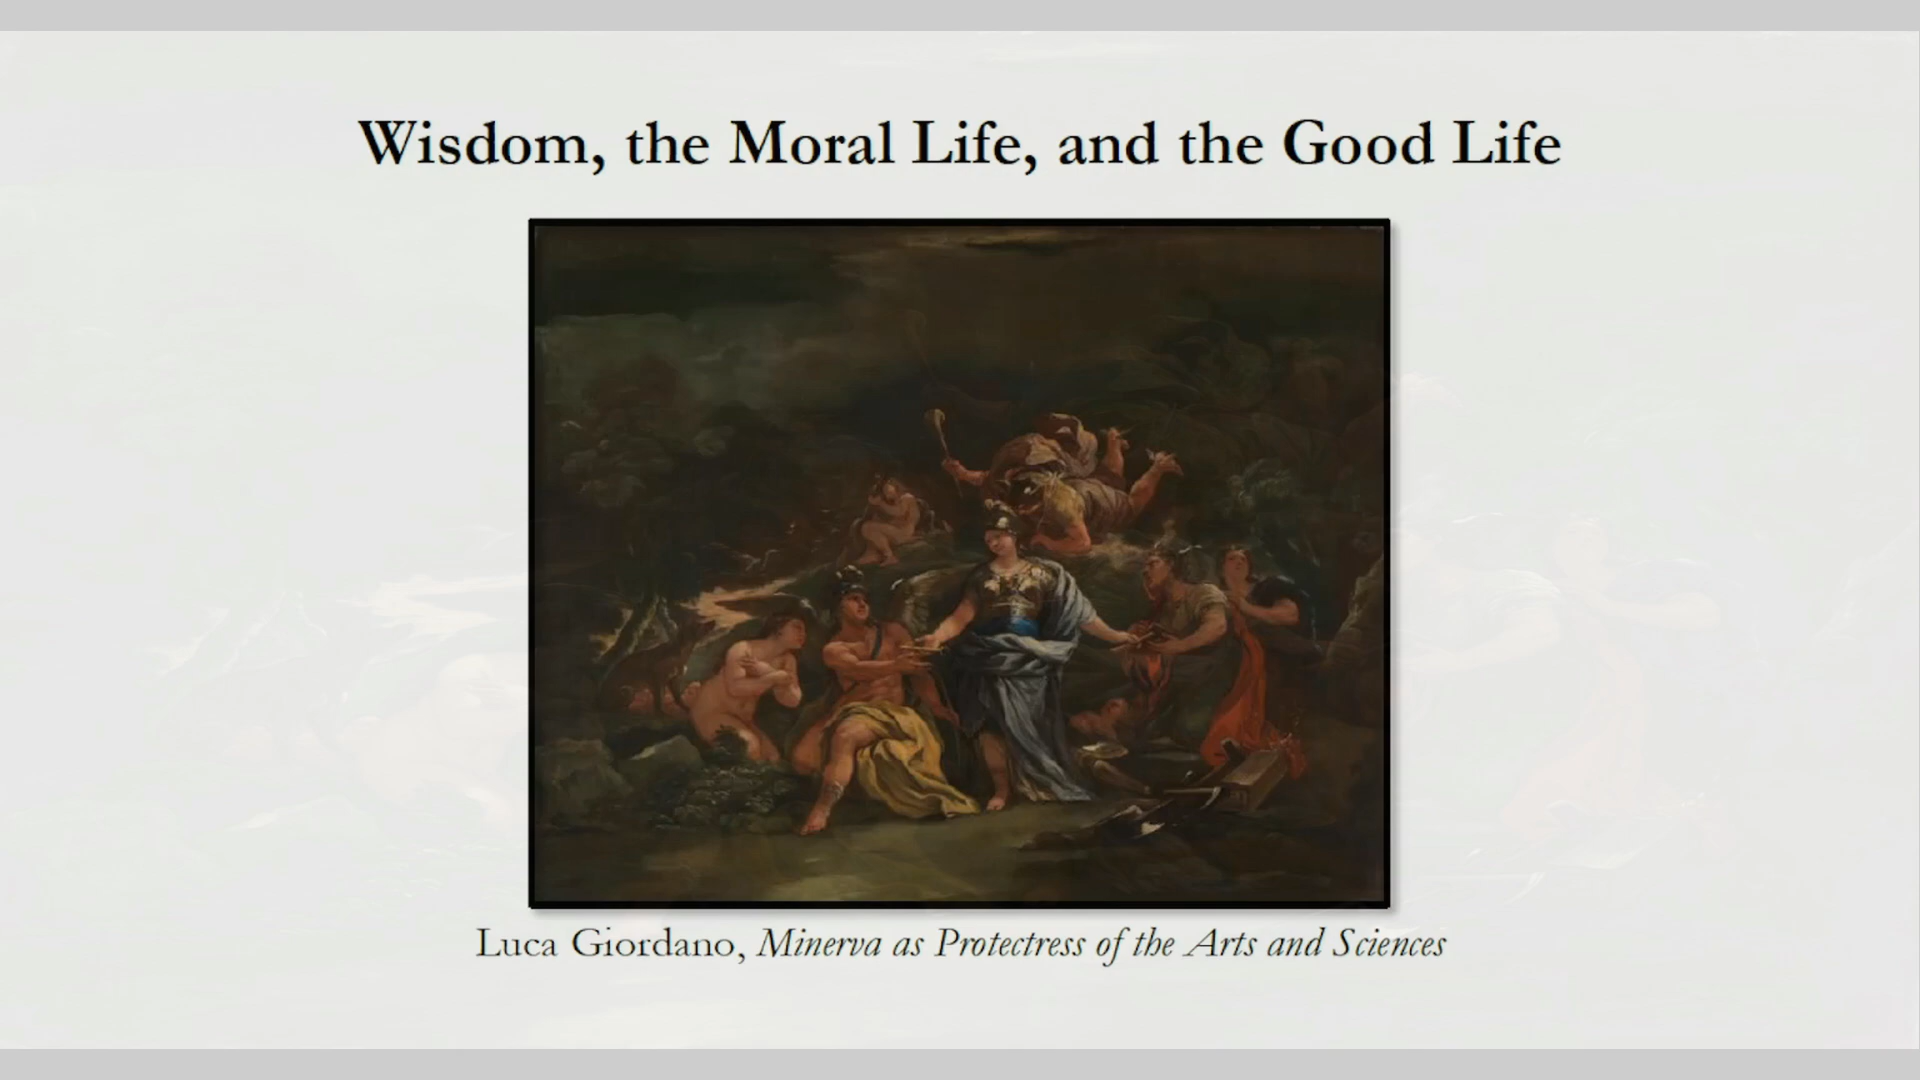 Wisdom, the Moral Life, and the Good Life
Luca Giordano, Minerva as Protectress of the Arts and Sciences